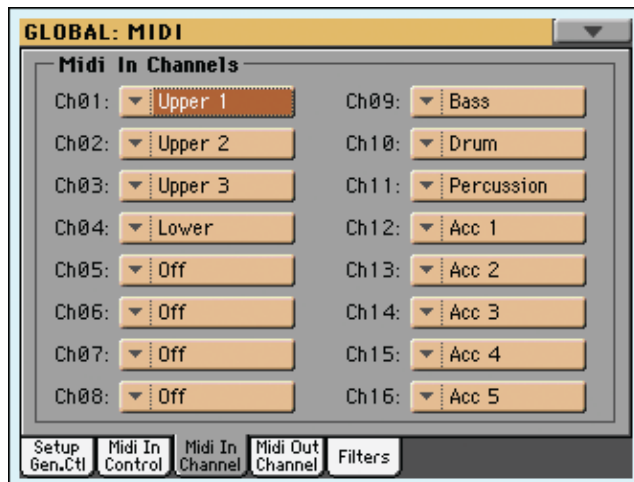 GLOBAL: MIDI
Midi In Channels
Ch01: Upper 1
Ch02: Upper 2
Ch03: Upper 3
Ch04: Lower
Ch05: Off
Ch06: Off
Ch07: Off
Ch08: Off
Ch09: Bass
Ch10: Drum
Ch11: Percussion
Ch12: Acc 1
Ch13: Acc 2
Ch14: Acc 3
Ch15: Acc 4
Ch16: Acc 5
Setup
Gen.Ctl
Midi In
Control
Midi In
Channel
Midi Out
Channel
Filters